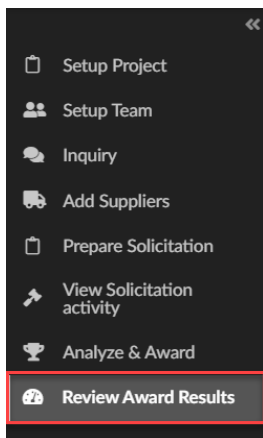 Setup Project
Setup Team
Inquiry
Add Suppliers
Prepare Solicitation
View Solicitation
activity
Analyze & Award
Review Award Results